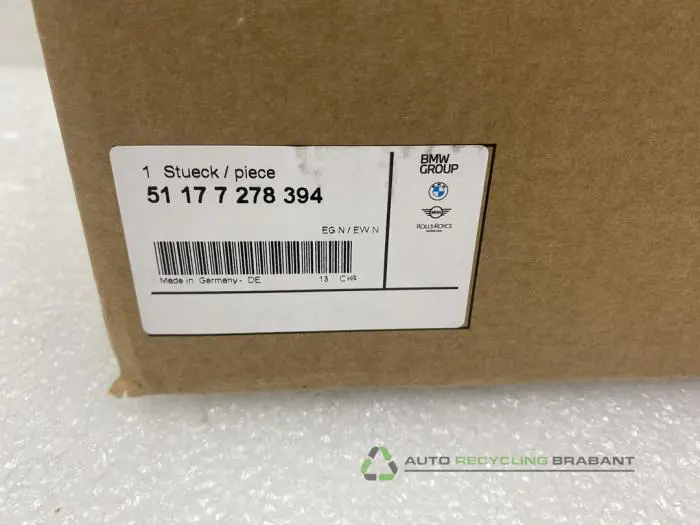 1 Stueck / piece
51 17 7 278 394
EG N / EW N
Made in Germany - DE 13 CK4
BMW
GROUP
MINI
ROLLS-ROYCE
AUTO RECYCLING BRABANT